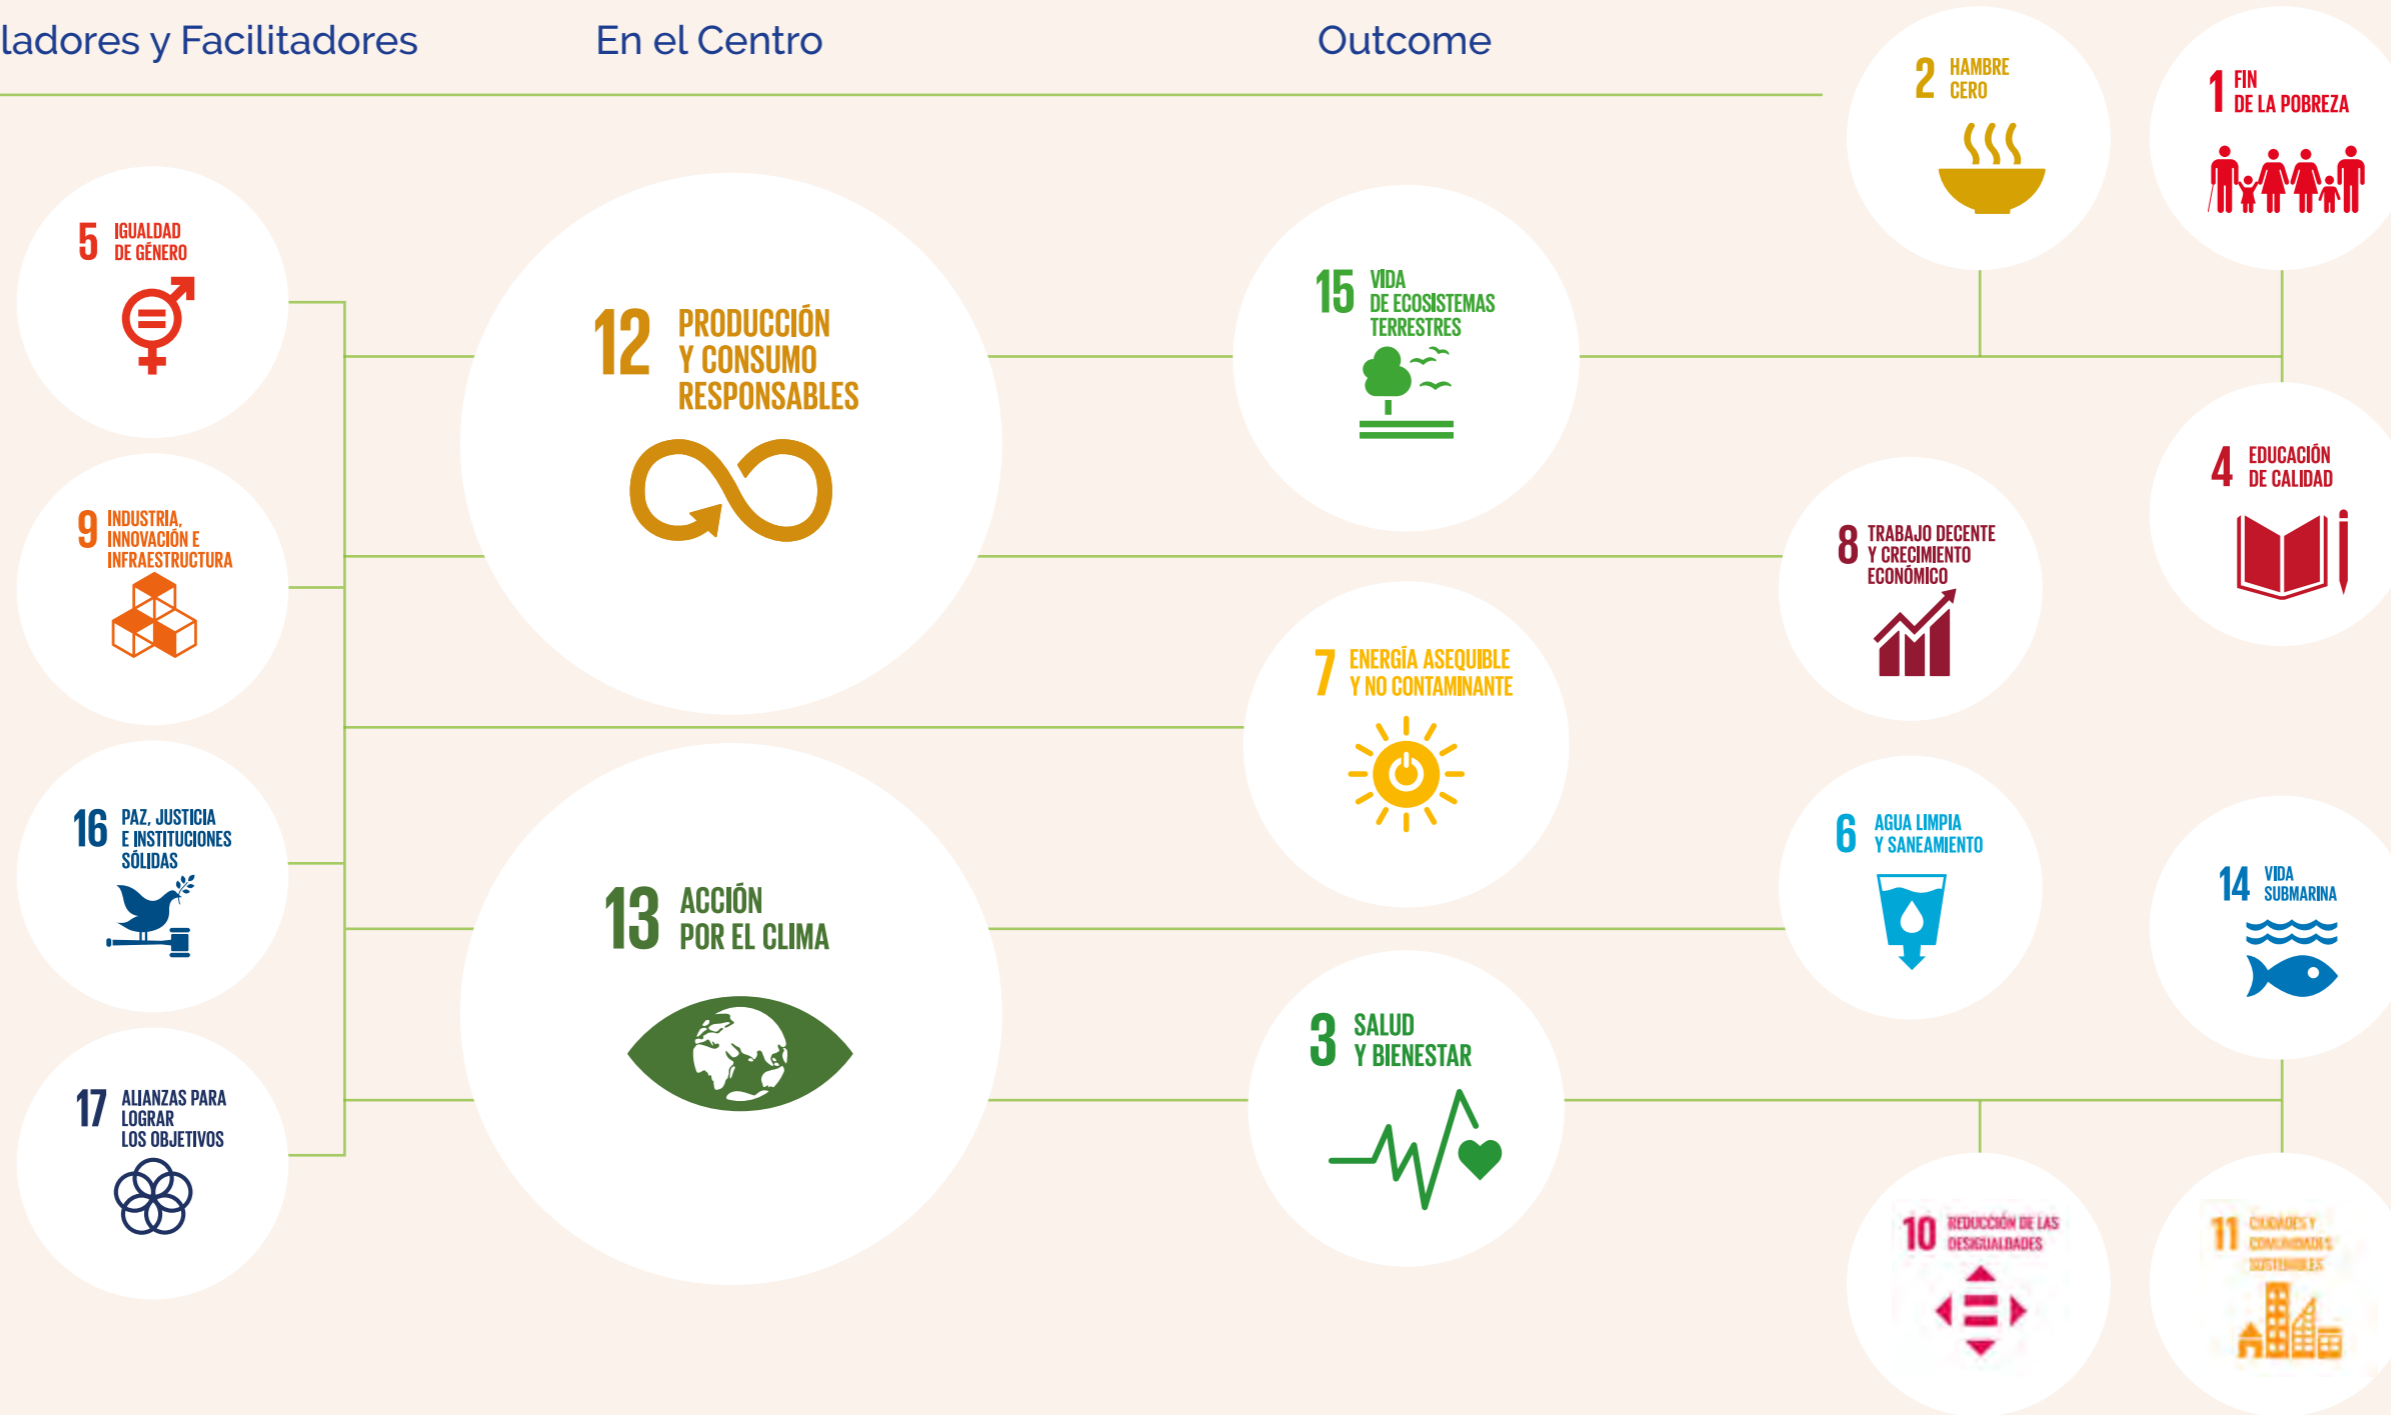 ladores y Facilitadores
En el Centro
Outcome
5 IGUALDAD
DE GÉNERO
9 INDUSTRIA,
INNOVACIÓN E
INFRAESTRUCTURA
16 PAZ, JUSTICIA
E INSTITUCIONES
SÓLIDAS
17 ALIANZAS PARA
LOGRAR
LOS OBJETIVOS
12 PRODUCCIÓN
Y CONSUMO
RESPONSABLES
13 ACCIÓN
POR EL CLIMA
15 VIDA
DE ECOSISTEMAS
TERRESTRES
7 ENERGÍA ASEQUIBLE
Y NO CONTAMINANTE
3 SALUD
Y BIENESTAR
2 HAMBRE
CERO
1 FIN
DE LA POBREZA
8 TRABAJO DECENTE
Y CRECIMIENTO
ECONÓMICO
4 EDUCACIÓN
DE CALIDAD
6 AGUA LIMPIA
Y SANEAMIENTO
14 VIDA
SUBMARINA
10 REDUCCIÓN DE LAS
DESIGUALDADES
11 CIUDADES Y
COMUNIDADES
SOSTENIBLES